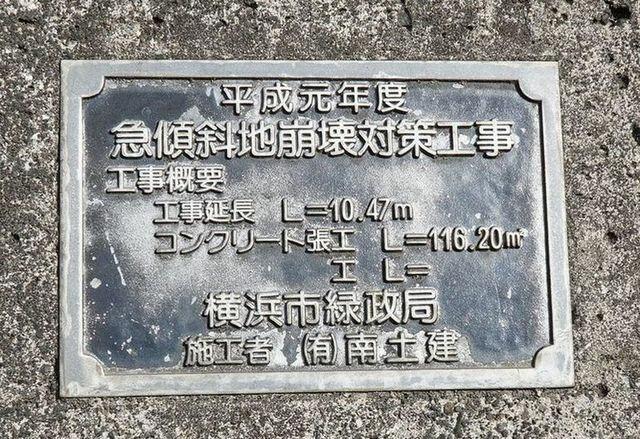 平成元年度
急傾斜地崩壊対策工事
工事概要
工事延長 L=10.47m
コンクリート張工 L=116.20㎡
工 L=
横浜市緑政局
施工者 (有)南土建